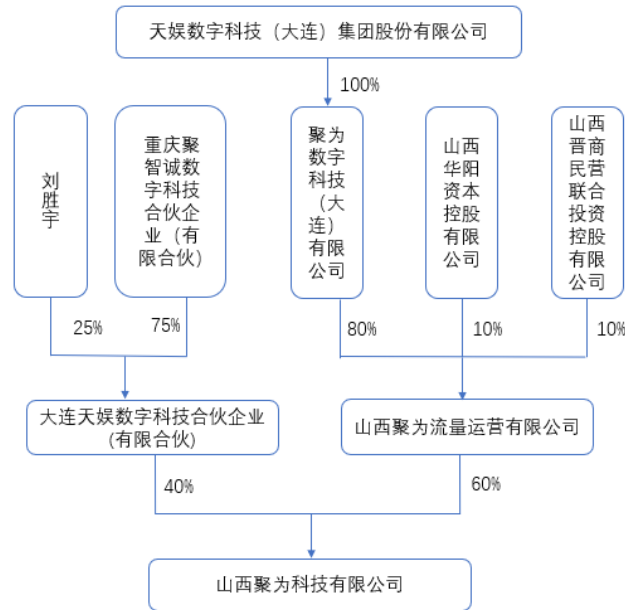 天娱数字科技（大连）集团股份有限公司
100%
刘
胜
宇
重庆聚
智诚数
字科技
合伙企
业（有
限合伙）
聚为
数字
科技
（大
连）
有限
公司
山西
华阳
资本
控股
有限
公司
山西
晋商
民营
联合
投资
控股
有限
公司
25%
75%
80%
10%
10%
大连天娱数字科技合伙企业
(有限合伙)
山西聚为流量运营有限公司
40%
60%
山西聚为科技有限公司